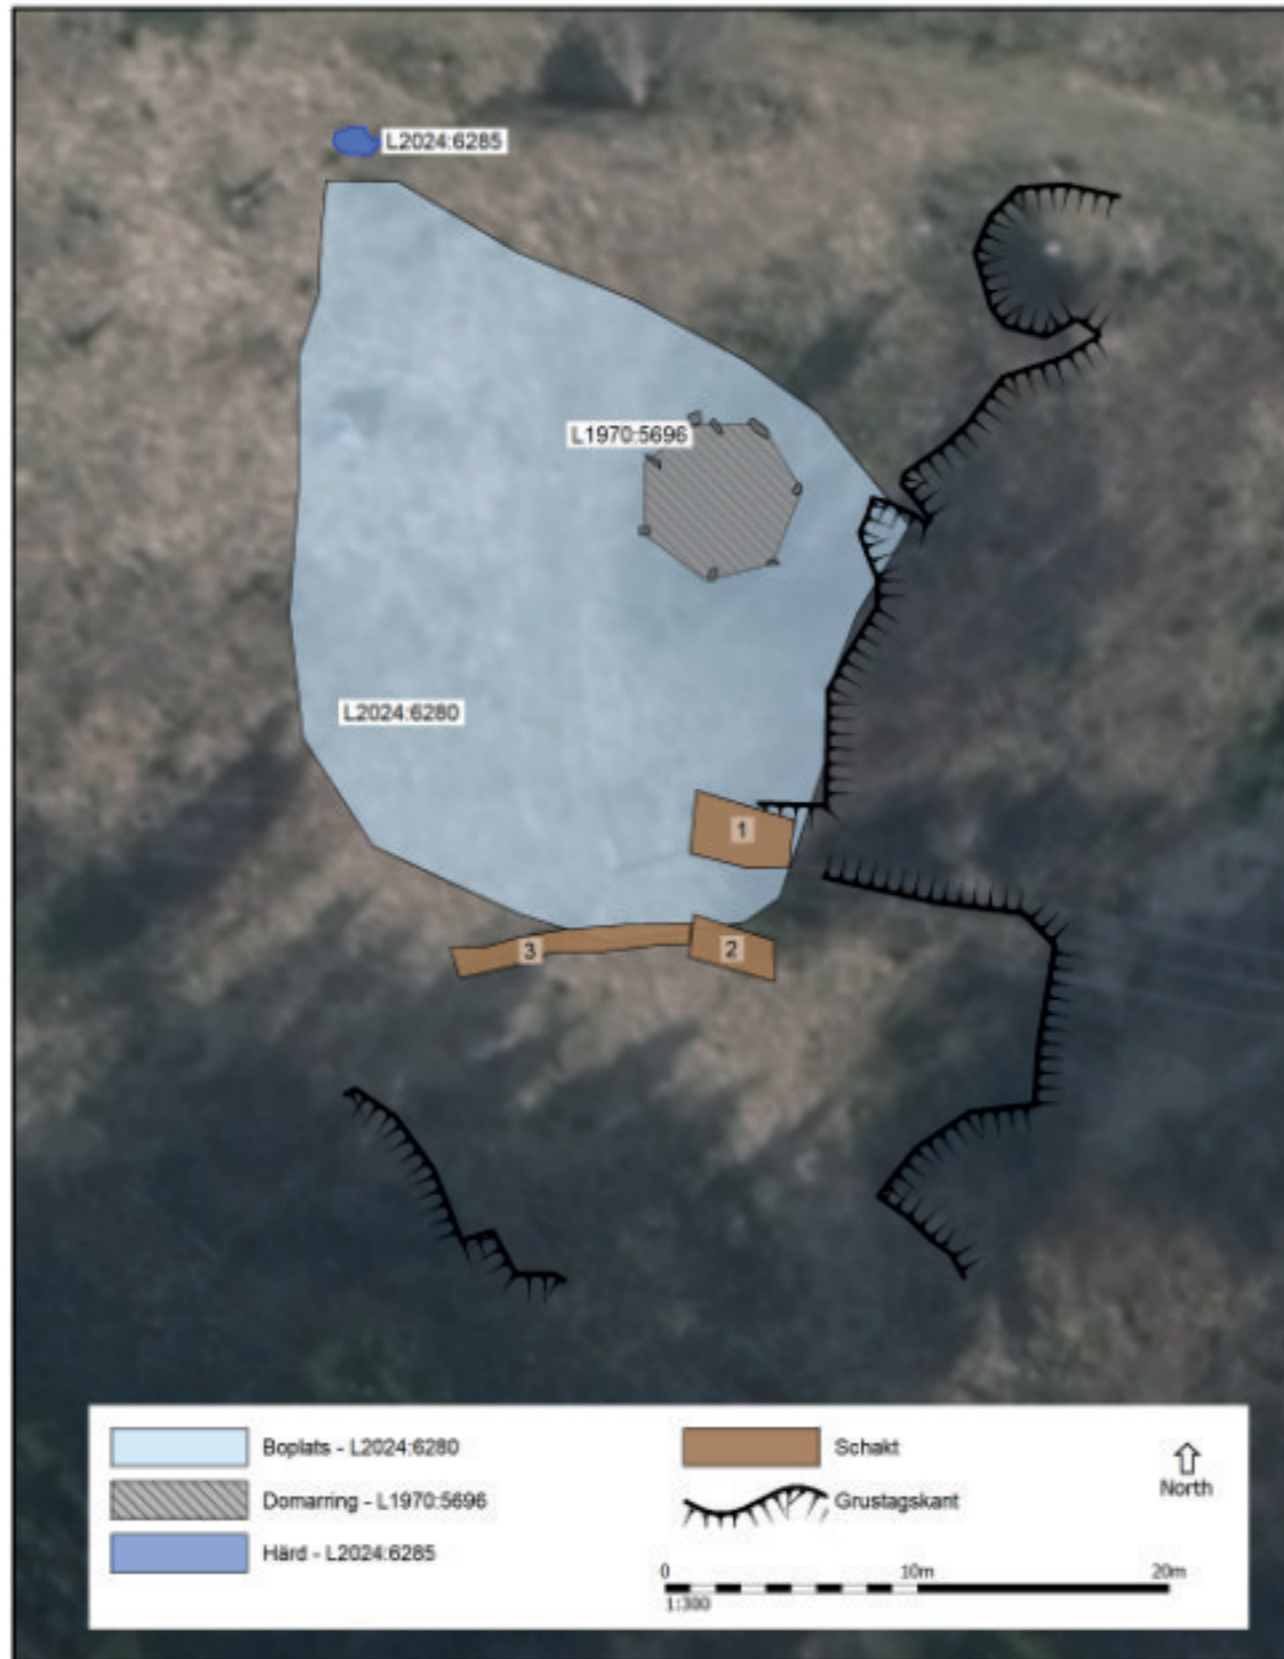 L2024:6285
L1970:5696
L2024:6280
1
3
2
Boplats - L2024:6280
Domarring - L1970:5696
Härd - L2024:6285
Schakt
Grustagskant
North
0 10m 20m
1:300